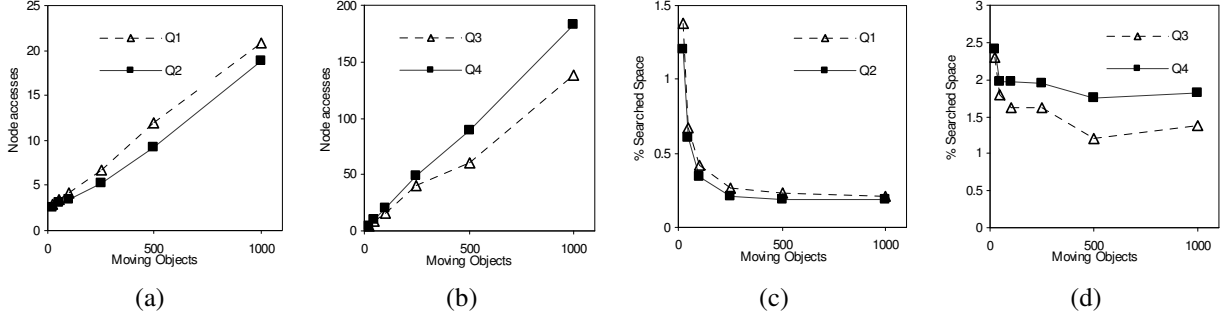 25
20
15
10
5
0
Node accesses
Q1
Q2
0 500 1000
Moving Objects
(a)
200
150
100
50
0
Node accesses
Q3
Q4
0 500 1000
Moving Objects
(b)
1.5
1
0.5
0
% Searched Space
Q1
Q2
0 500 1000
Moving Objects
(c)
3
2.5
2
1.5
1
0.5
0
% Searched Space
Q3
Q4
0 500 1000
Moving Objects
(d)